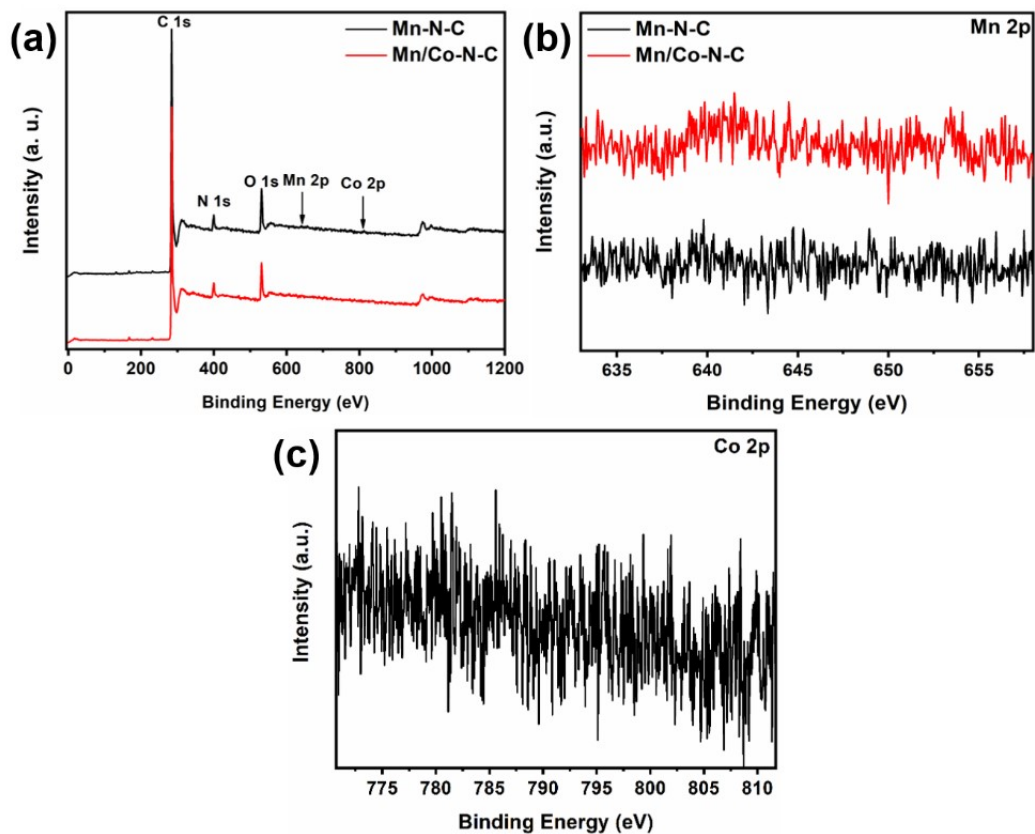 (a)
C 1s
Mn-N-C
Mn/Co-N-C
N 1s
O 1s
Mn 2p
Co 2p
Intensity (a. u.)
0 200 400 600 800 1000 1200
Binding Energy (eV)
(b)
Mn-N-C
Mn/Co-N-C
Mn 2p
Intensity (a.u.)
635 640 645 650 655
Binding Energy (eV)
(c)
Co 2p
Intensity (a.u.)
775 780 785 790 795 800 805 810
Binding Energy (eV)